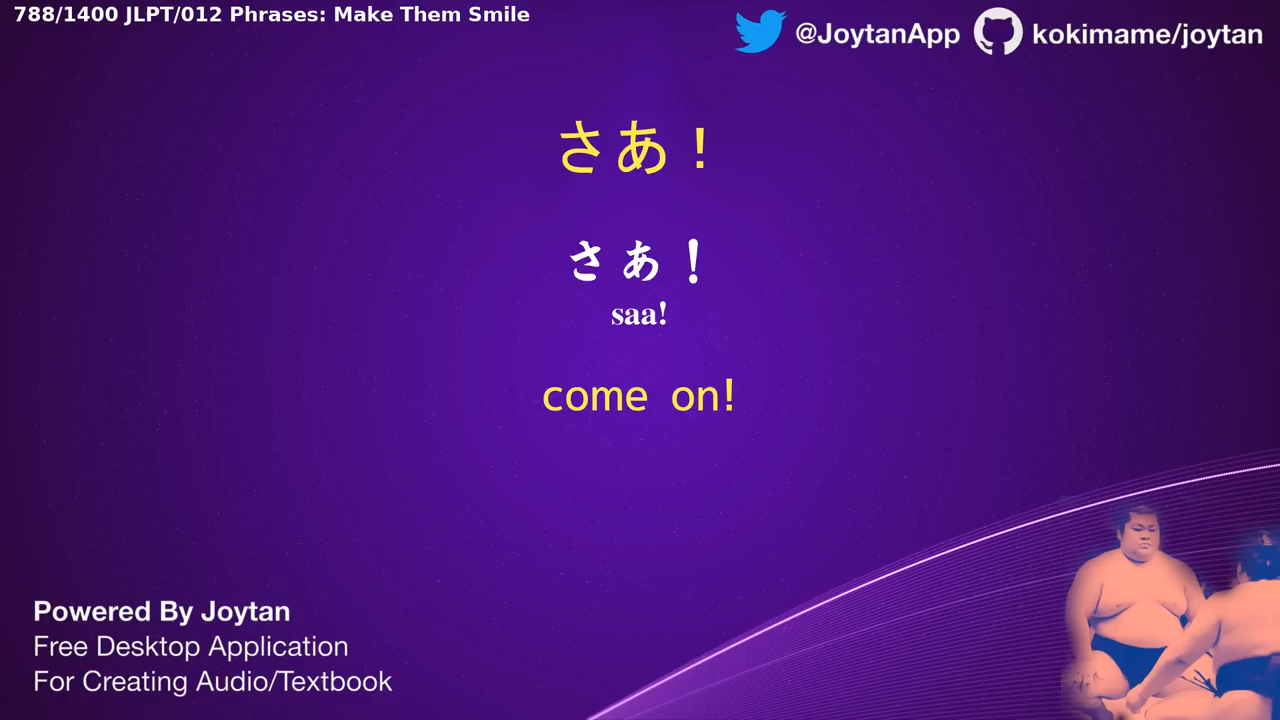 788/1400 JLPT/012 Phrases: Make Them Smile
@JoytanApp kokimame/joytan
さあ！
さあ！
saa!
come on!
Powered By Joytan
Free Desktop Application
For Creating Audio/Textbook